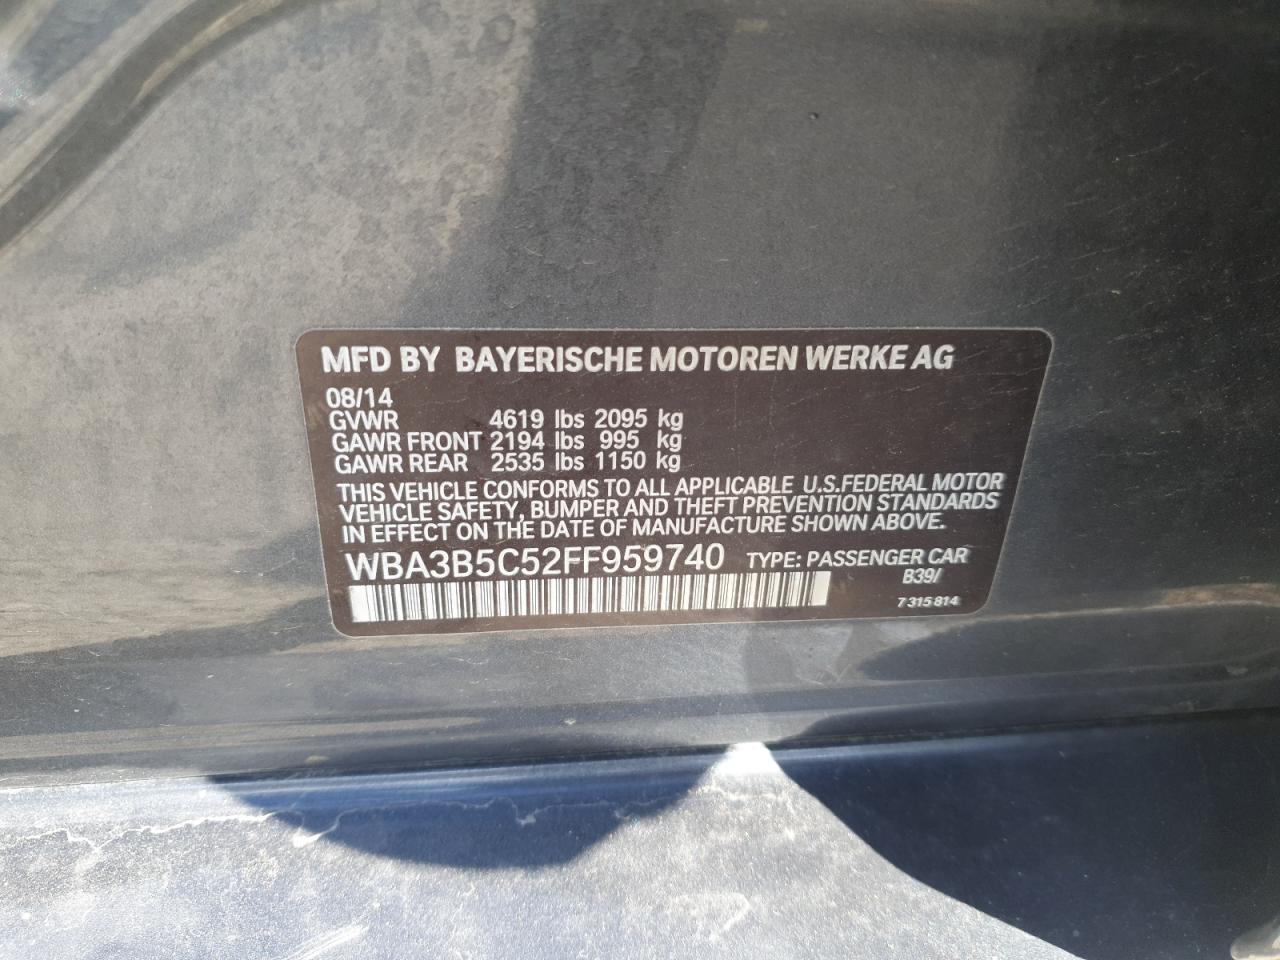 MFD BY BAYERISCHE MOTOREN WERKE AG
08/14
GVWR 4619 lbs 2095 kg
GAWR FRONT 2194 lbs 995 kg
GAWR REAR 2535 lbs 1150 kg
THIS VEHICLE CONFORMS TO ALL APPLICABLE U.S.FEDERAL MOTOR
VEHICLE SAFETY, BUMPER AND THEFT PREVENTION STANDARDS
IN EFFECT ON THE DATE OF MANUFACTURE SHOWN ABOVE.
WBA3B5C52FF959740 TYPE: PASSENGER CAR
B39/
7 315 814